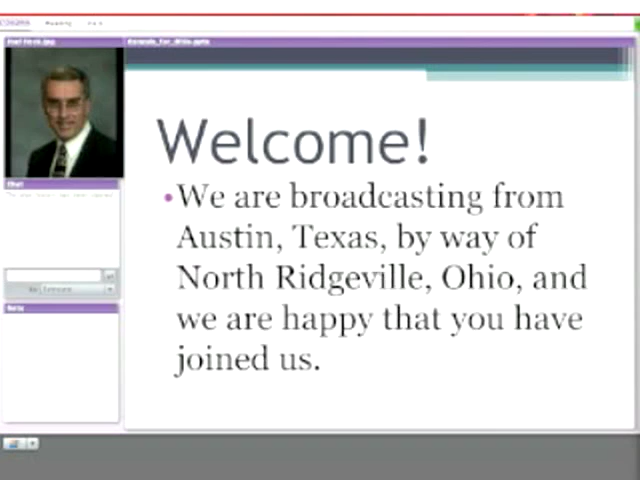 Chat
Welcome!
•We are broadcasting from
Austin, Texas, by way of
North Ridgeville, Ohio, and
we are happy that you have
joined us.